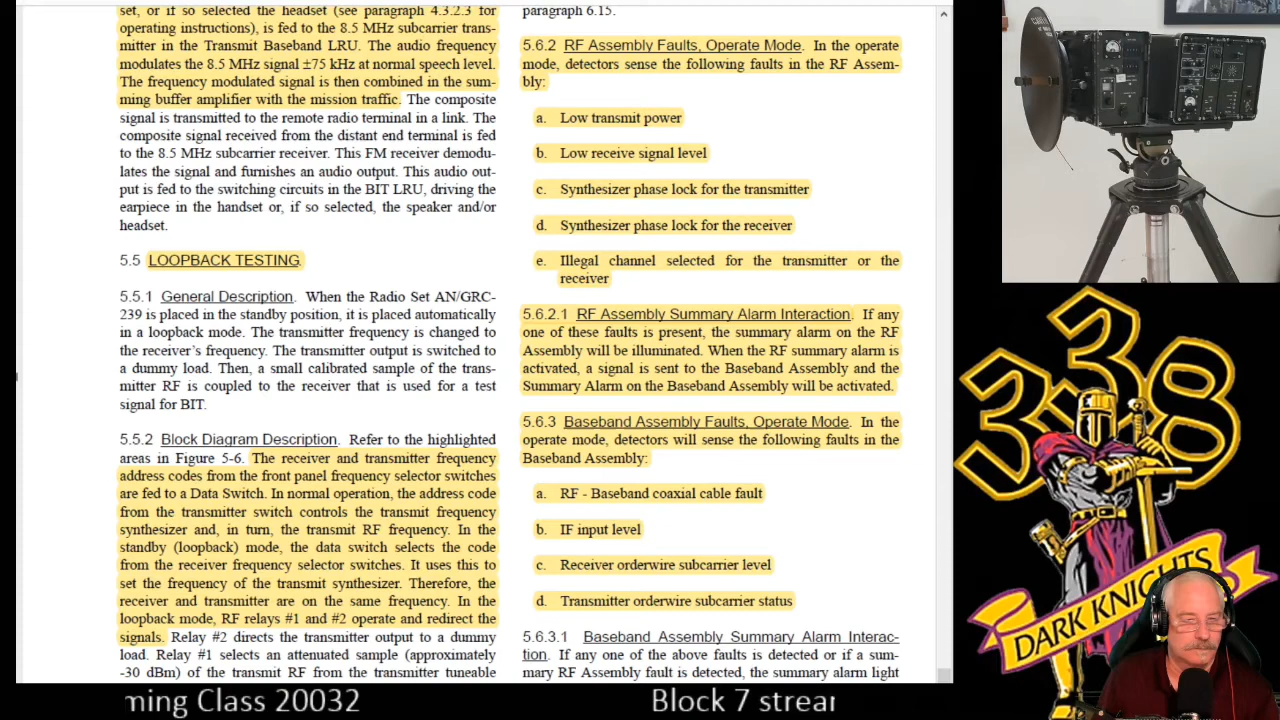 set, or if so selected the headset (see paragraph 4.3.2.3 for
operating instructions), is fed to the 8.5 MHz subcarrier trans-
mitter in the Transmit Baseband LRU. The audio frequency
modulates the 8.5 MHz signal ±75 kHz at normal speech level.
The frequency modulated signal is then combined in the sum-
ming buffer amplifier with the mission traffic. The composite
signal is transmitted to the remote radio terminal in a link. The
composite signal received from the distant end terminal is fed
to the 8.5 MHz subcarrier receiver. This FM receiver demodu-
lates the signal and furnishes an audio output. This audio out-
put is fed to the switching circuits in the BIT LRU, driving the
earpiece in the handset or, if so selected, the speaker and/or
headset.
5.5 LOOPBACK TESTING.
5.5.1 General Description. When the Radio Set AN/GRC-
239 is placed in the standby position, it is placed automatically
in a loopback mode. The transmitter frequency is changed to
the receiver's frequency. The transmitter output is switched to
a dummy load. Then, a small calibrated sample of the trans-
mitter RF is coupled to the receiver that is used for a test
signal for BIT.
5.5.2 Block Diagram Description. Refer to the highlighted
areas in Figure 5-6. The receiver and transmitter frequency
address codes from the front panel frequency selector switches
are fed to a Data Switch. In normal operation, the address code
from the transmitter switch controls the transmit frequency
synthesizer and, in turn, the transmit RF frequency. In the
standby (loopback) mode, the data switch selects the code
from the receiver frequency selector switches. It uses this to
set the frequency of the transmit synthesizer. Therefore, the
receiver and transmitter are on the same frequency. In the
loopback mode, RF relays #1 and #2 operate and redirect the
signals. Relay #2 directs the transmitter output to a dummy
load. Relay #1 selects an attenuated sample (approximately
-30 dBm) of the transmit RF from the transmitter tuneable
paragraph 6.15.
5.6.2 RF Assembly Faults, Operate Mode. In the operate
mode, detectors sense the following faults in the RF Assem-
bly:
a. Low transmit power
b. Low receive signal level
c. Synthesizer phase lock for the transmitter
d. Synthesizer phase lock for the receiver
e. Illegal channel selected for the transmitter or the
receiver
5.6.2.1 RF Assembly Summary Alarm Interaction. If any
one of these faults is present, the summary alarm on the RF
Assembly will be illuminated. When the RF summary alarm is
activated, a signal is sent to the Baseband Assembly and the
Summary Alarm on the Baseband Assembly will be activated.
5.6.3 Baseband Assembly Faults, Operate Mode. In the
operate mode, detectors will sense the following faults in the
Baseband Assembly:
a. RF - Baseband coaxial cable fault
b. IF input level
c. Receiver orderwire subcarrier level
d. Transmitter orderwire subcarrier status
5.6.3.1 Baseband Assembly Summary Alarm Interac-
tion. If any one of the above faults is detected or if a sum-
mary RF Assembly fault is detected, the summary alarm light
338
DARK KNIGHTS
ming Class 20032
Block 7 strear